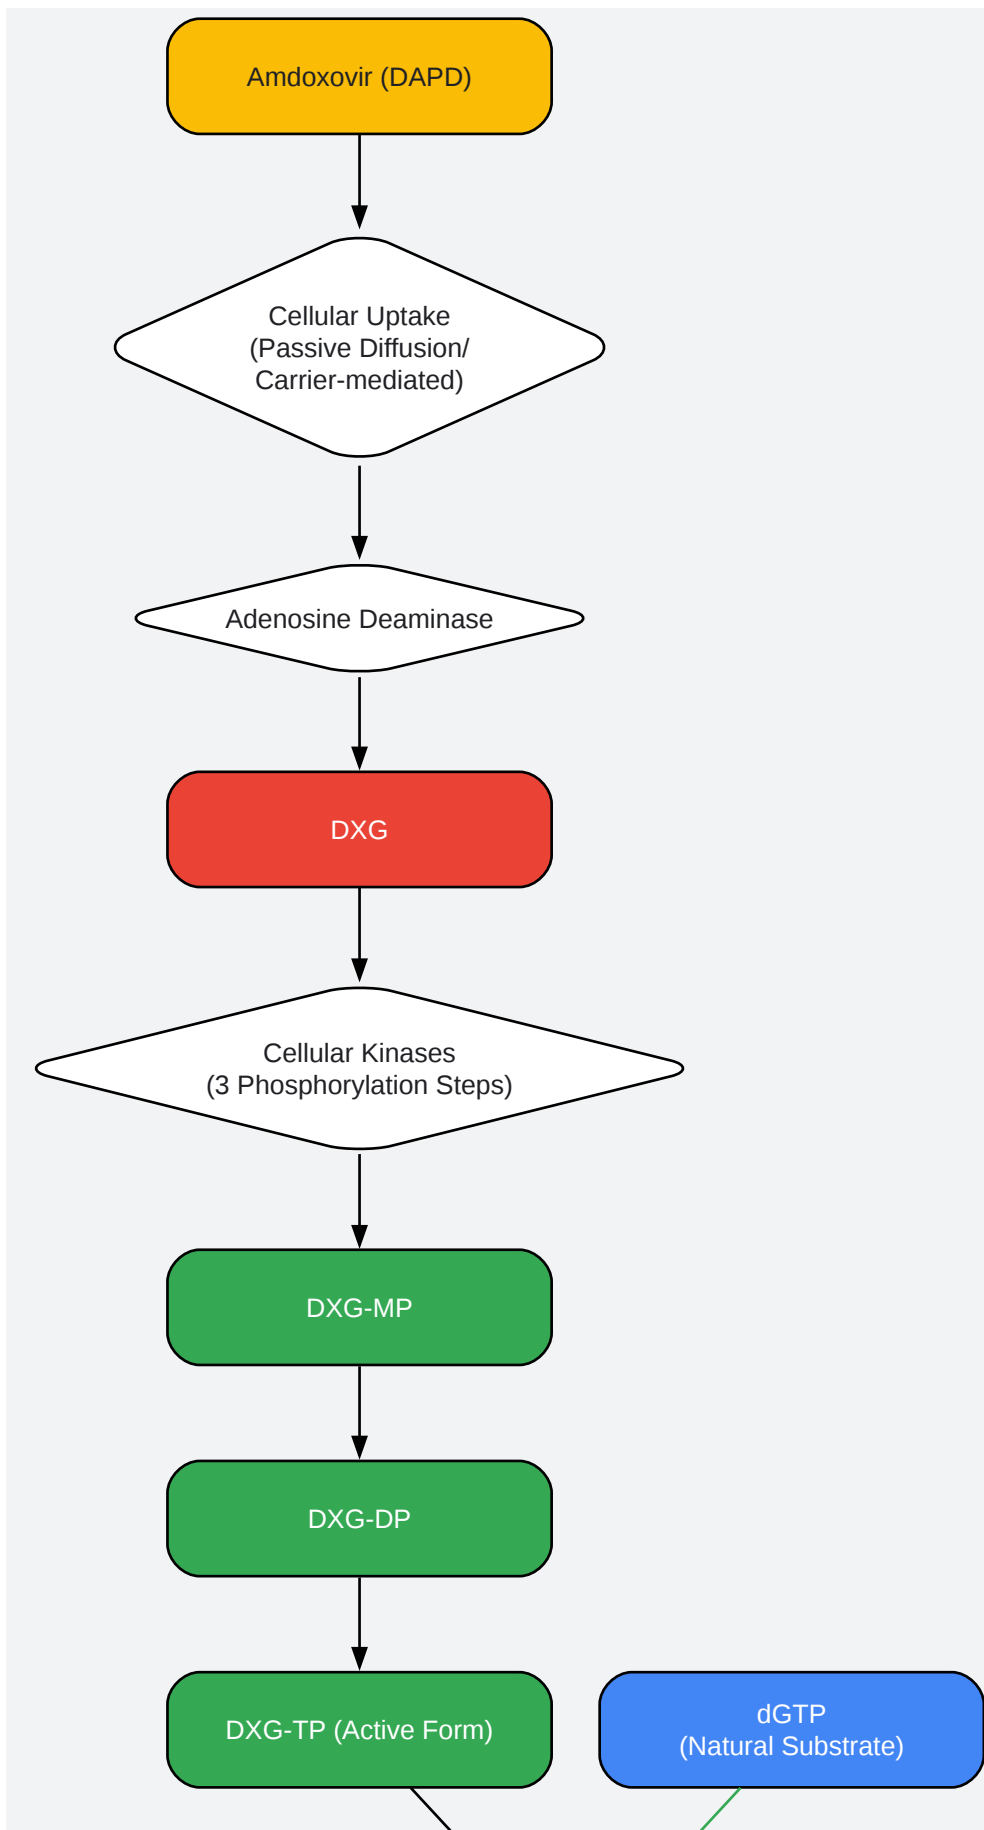 Amdoxovir (DAPD)
Cellular Uptake
(Passive Diffusion/
Carrier-mediated)
Adenosine Deaminase
DXG
Cellular Kinases
(3 Phosphorylation Steps)
DXG-MP
DXG-DP
DXG-TP (Active Form)
dGTP
(Natural Substrate)